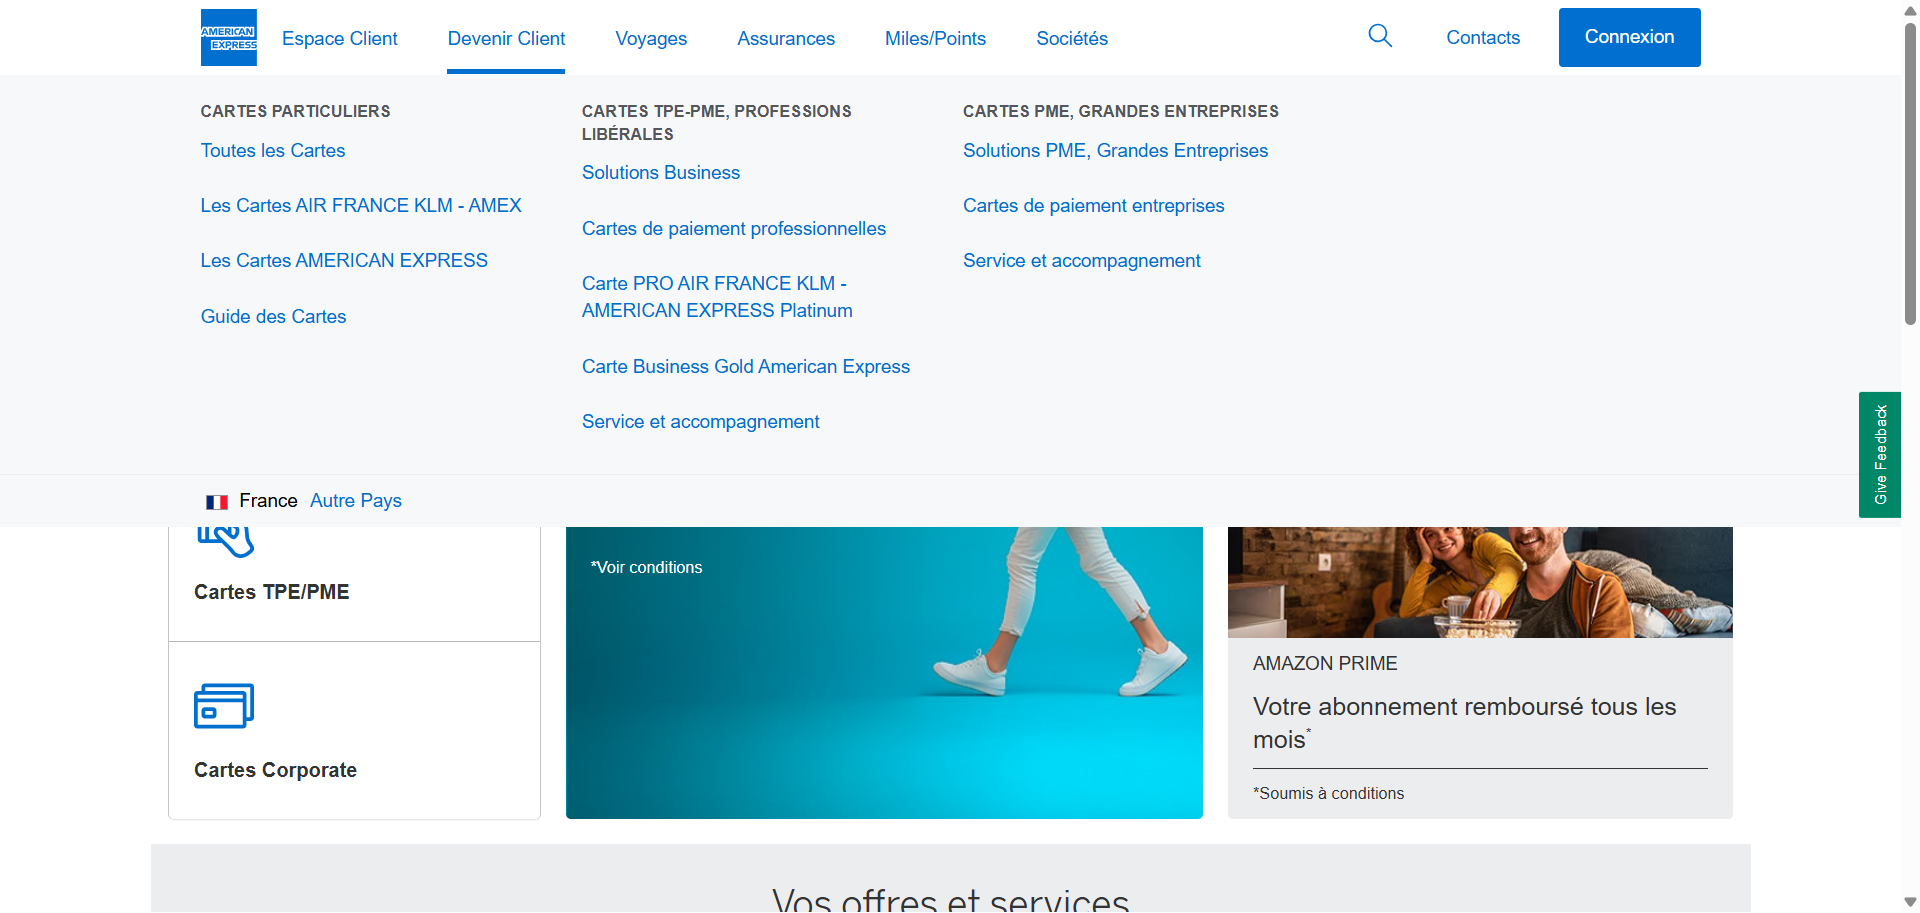 AMERICAN
EXPRESS
Espace Client
Devenir Client
Voyages
Assurances
Miles/Points
Sociétés
Contacts
Connexion
CARTES PARTICULIERS
Toutes les Cartes
Les Cartes AIR FRANCE KLM - AMEX
Les Cartes AMERICAN EXPRESS
Guide des Cartes
CARTES TPE-PME, PROFESSIONS
LIBÉRALES
Solutions Business
Cartes de paiement professionnelles
Carte PRO AIR FRANCE KLM -
AMERICAN EXPRESS Platinum
Carte Business Gold American Express
Service et accompagnement
CARTES PME, GRANDES ENTREPRISES
Solutions PME, Grandes Entreprises
Cartes de paiement entreprises
Service et accompagnement
Give Feedback
France Autre Pays
Cartes TPE/PME
Cartes Corporate
*Voir conditions
AMAZON PRIME
Votre abonnement remboursé tous les
mois*
*Soumis à conditions
Vos offres et services